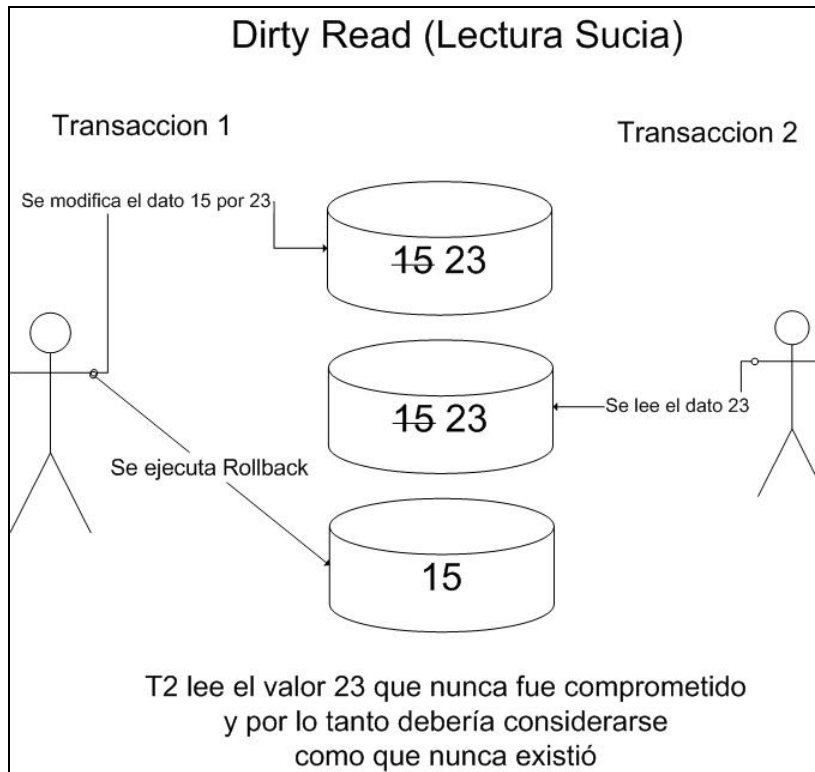 Dirty Read (Lectura Sucia)
Transaccion 1
Transaccion 2
Se modifica el dato 15 por 23
15 23
15 23
Se lee el dato 23
Se ejecuta Rollback
15
T2 lee el valor 23 que nunca fue comprometido
y por lo tanto debería considerarse
como que nunca existió